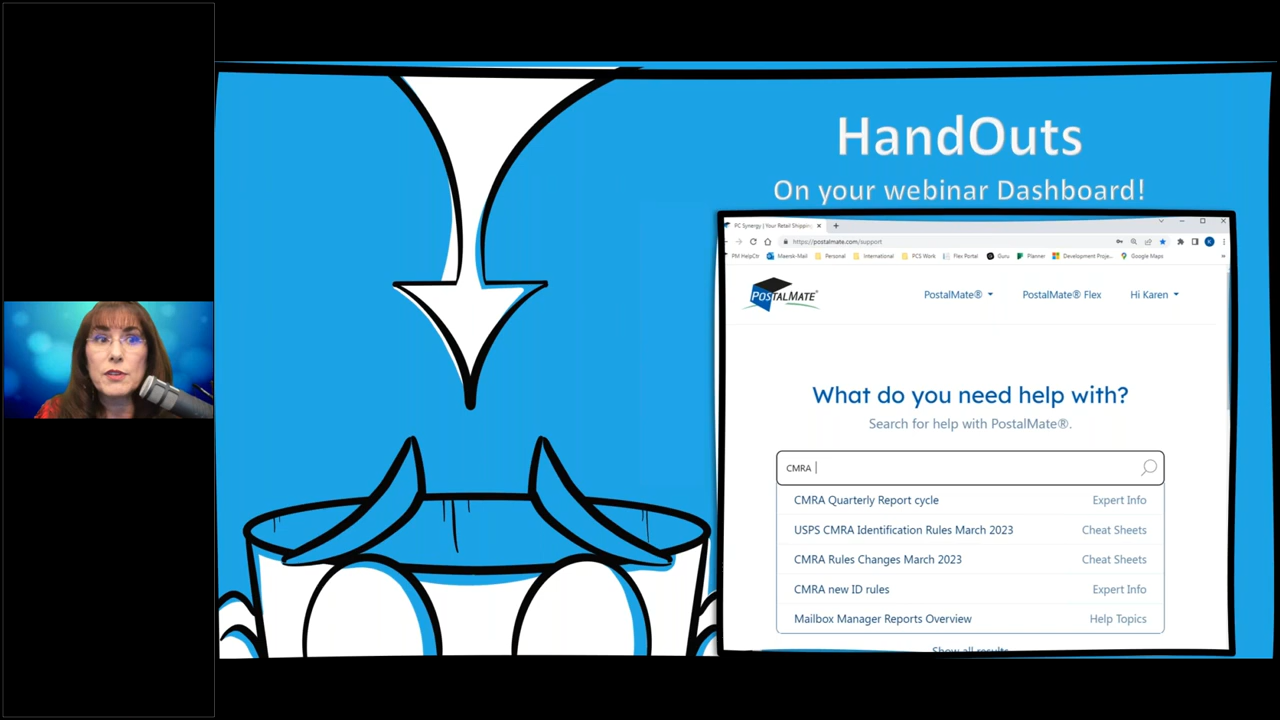 HandOuts
On your webinar Dashboard!
PC Synergy | Your Retail Shipping
https://postalmate.com/support
PM HelpCtr Maersk-Mail Personal International PCS Work Flex Portal Guru Planner Development Proje... Google Maps
POSTALMATE® PostalMate® PostalMate® Flex Hi Karen
What do you need help with?
Search for help with PostalMate®.
CMRA
CMRA Quarterly Report cycle Expert Info
USPS CMRA Identification Rules March 2023 Cheat Sheets
CMRA Rules Changes March 2023 Cheat Sheets
CMRA new ID rules Expert Info
Mailbox Manager Reports Overview Help Topics
Show all results